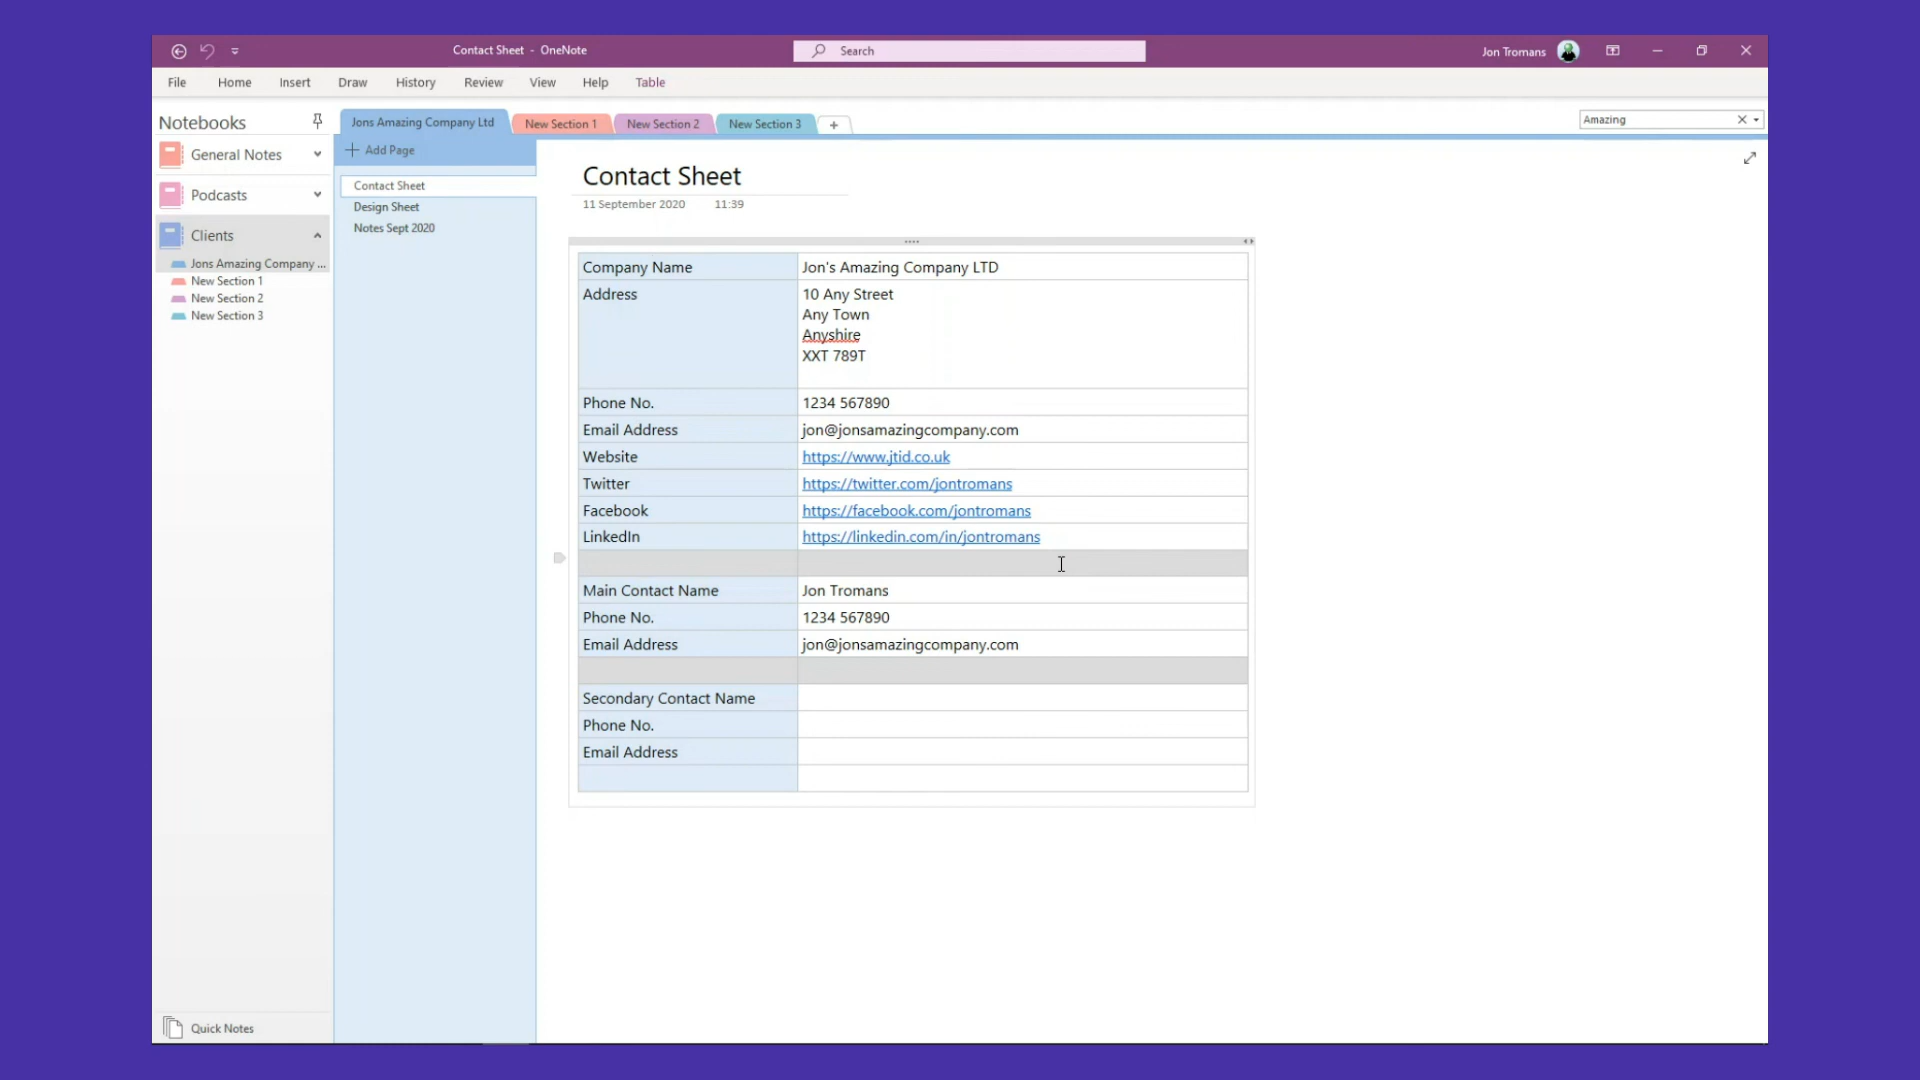 Contact Sheet - OneNote
Search
Jon Tromans
File Home Insert Draw History Review View Help Table
Notebooks
General Notes
Podcasts
Clients
Jons Amazing Company ...
New Section 1
New Section 2
New Section 3
Quick Notes
Jons Amazing Company Ltd New Section 1 New Section 2 New Section 3 +
Amazing
Add Page
Contact Sheet
Design Sheet
Notes Sept 2020
Contact Sheet
11 September 2020 11:39
Company Name Jon's Amazing Company LTD
Address 10 Any Street
Any Town
Anyshire
XXT 789T
Phone No. 1234 567890
Email Address jon@jonsamazingcompany.com
Website https://www.jtid.co.uk
Twitter https://twitter.com/jontromans
Facebook https://facebook.com/jontromans
LinkedIn https://linkedin.com/in/jontromans
Main Contact Name Jon Tromans
Phone No. 1234 567890
Email Address jon@jonsamazingcompany.com
Secondary Contact Name
Phone No.
Email Address